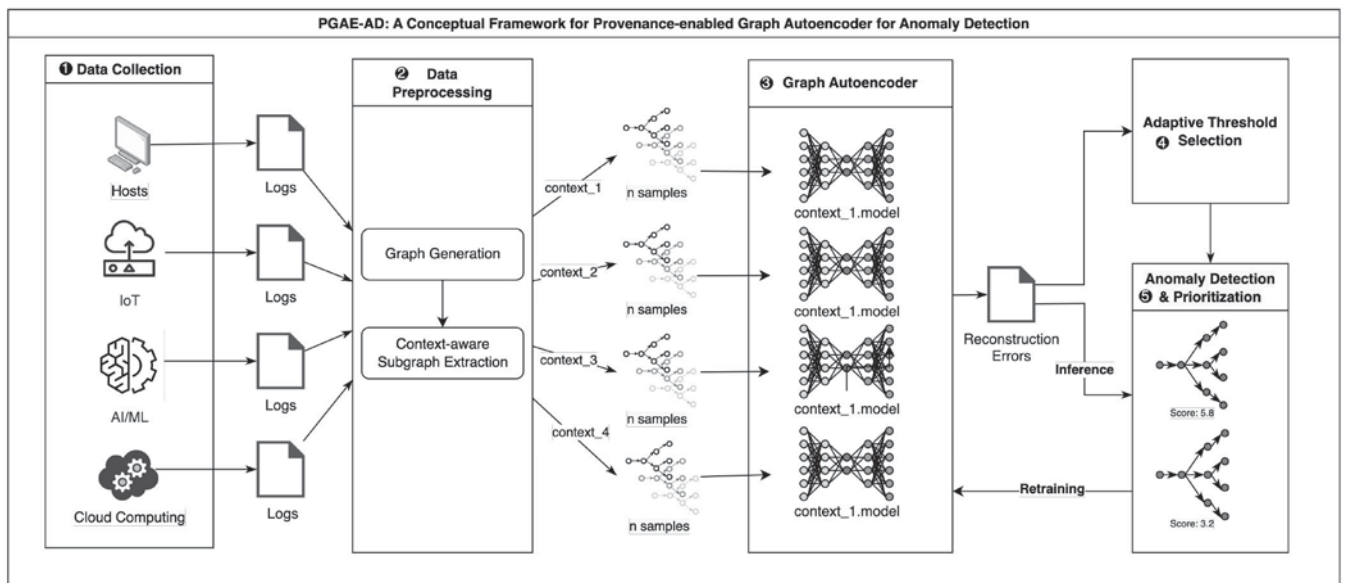 PGAE-AD: A Conceptual Framework for Provenance-enabled Graph Autoencoder for Anomaly Detection
❶ Data Collection
Hosts
IoT
AI/ML
Cloud Computing
Logs
Logs
Logs
Logs
❷ Data
Preprocessing
Graph Generation
Context-aware
Subgraph Extraction
context_1
context_2
context_3
context_4
n samples
n samples
n samples
n samples
❸ Graph Autoencoder
context_1.model
context_1.model
context_1.model
context_1.model
Reconstruction
Errors
Adaptive Threshold
❹ Selection
Inference
Retraining
Anomaly Detection
❺ & Prioritization
Score: 5.8
Score: 3.2